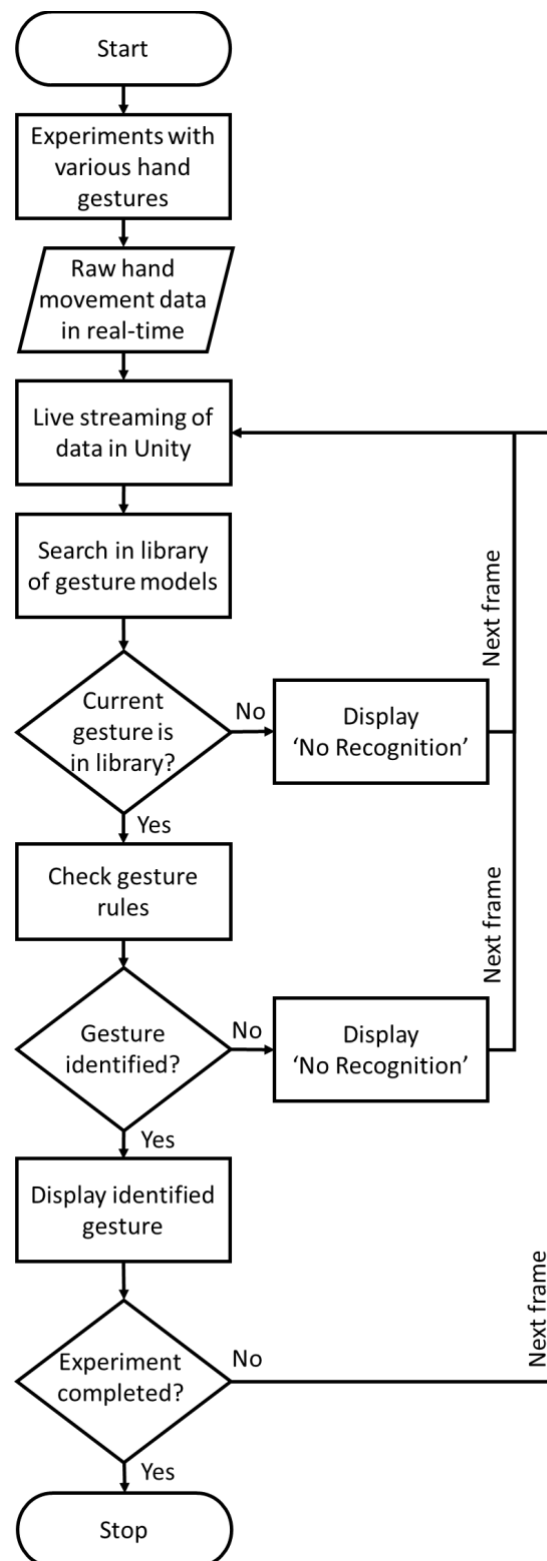 Start
Experiments with
various hand
gestures
Raw hand
movement data
in real-time
Live streaming of
data in Unity
Search in library
of gesture models
Current
gesture is
in library?
No
Display
‘No Recognition’
Next frame
Yes
Check gesture
rules
Gesture
identified?
No
Display
‘No Recognition’
Next frame
Yes
Display identified
gesture
Experiment
completed?
No
Next frame
Yes
Stop